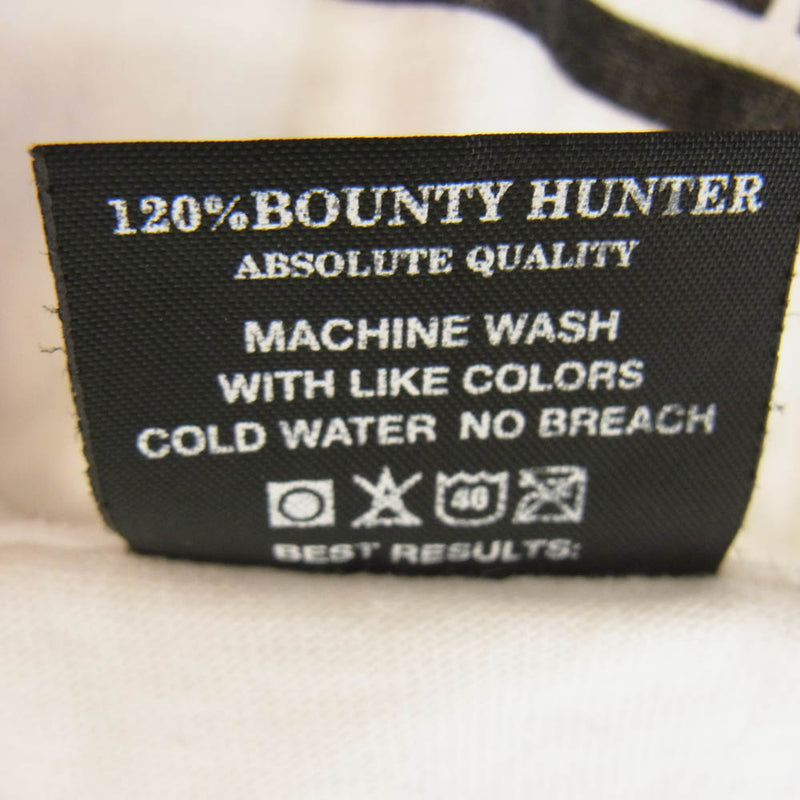 120% BOUNTY HUNTER
ABSOLUTE QUALITY
MACHINE WASH
WITH LIKE COLORS
COLD WATER NO BREACH
40
BEST RESULTS: